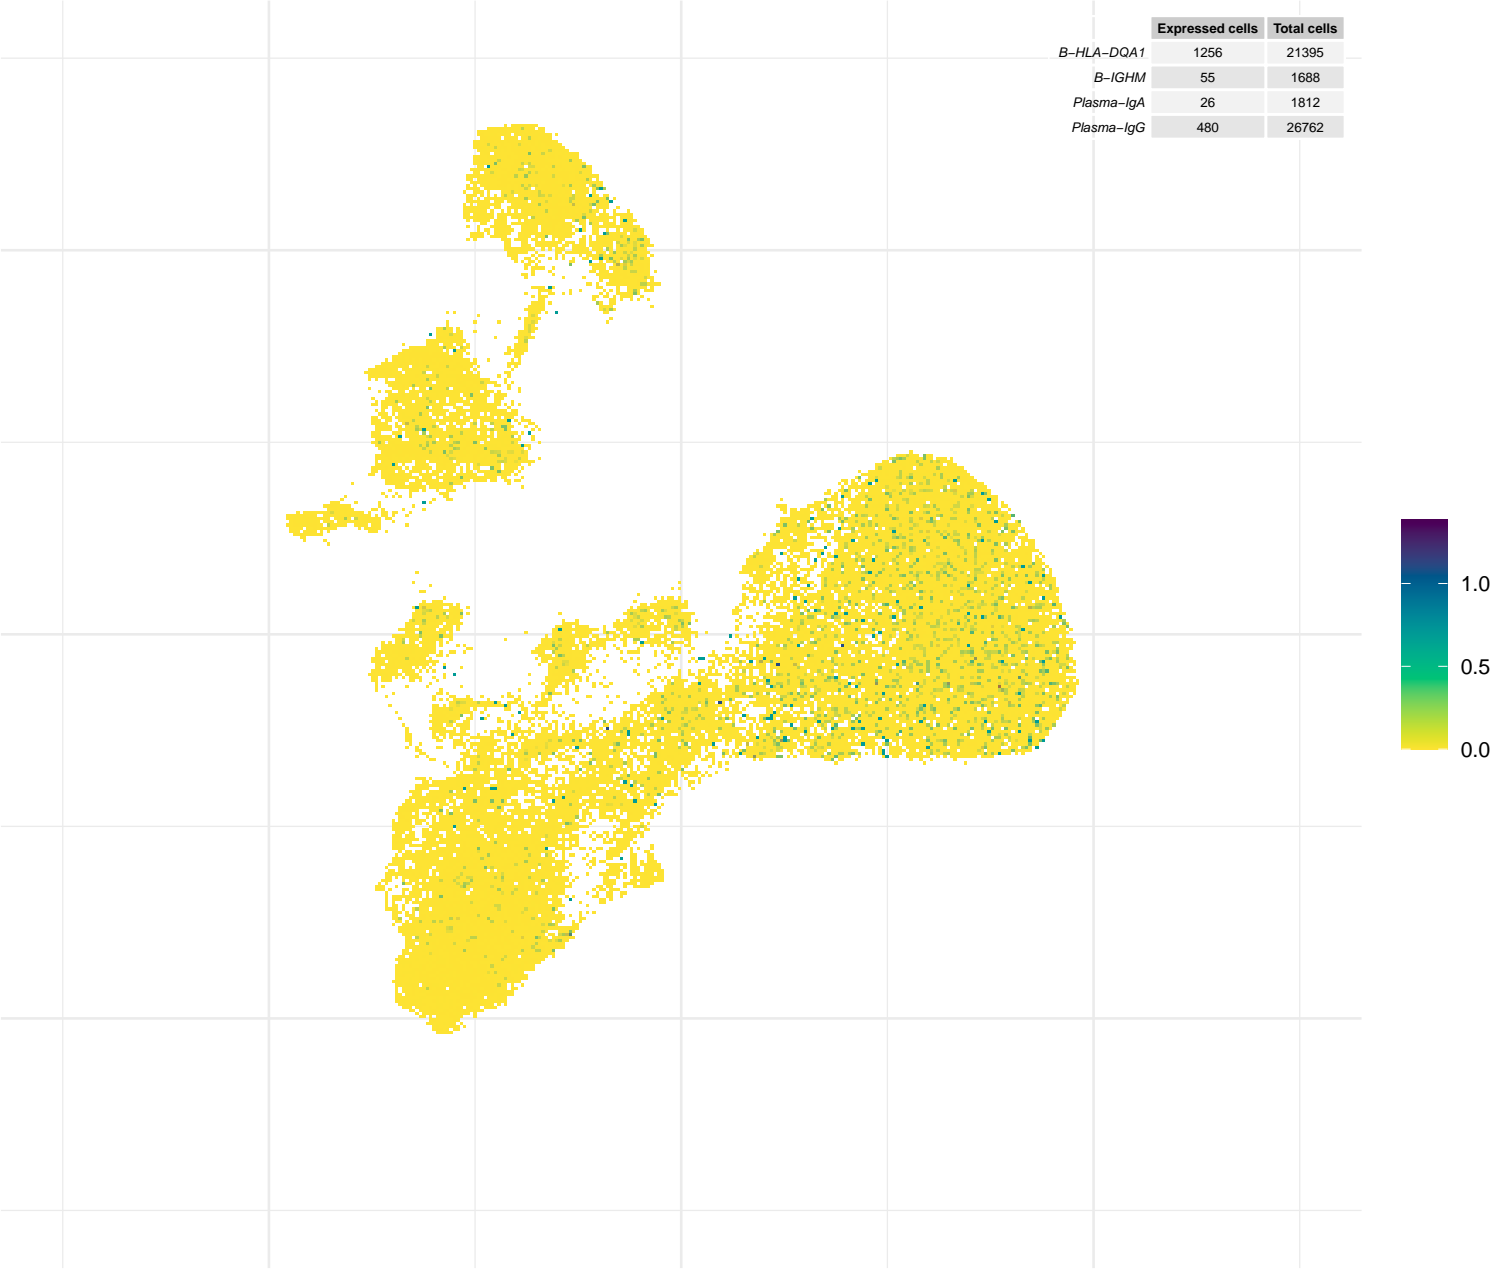 Expressed cells Total cells
B−HLA−DQA1 1256 21395
B−IGHM 55 1688
Plasma−IgA 26 1812
Plasma−IgG 480 26762
1.0
0.5
0.0